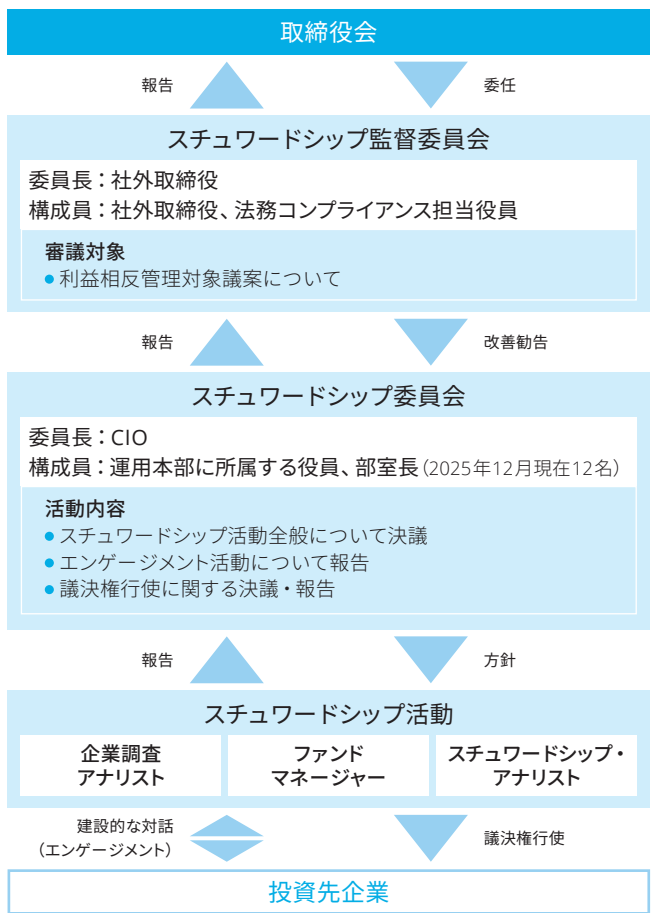 取締役会
報告
委任
スチュワードシップ監督委員会
委員長：社外取締役
構成員：社外取締役、法務コンプライアンス担当役員
審議対象
●利益相反管理対象議案について
報告
改善勧告
スチュワードシップ委員会
委員長：CIO
構成員：運用本部に所属する役員、部室長（2025年12月現在12名）
活動内容
●スチュワードシップ活動全般について決議
●エンゲージメント活動について報告
●議決権行使に関する決議・報告
報告
方針
スチュワードシップ活動
企業調査
アナリスト
ファンド
マネージャー
スチュワードシップ・
アナリスト
建設的な対話
（エンゲージメント）
議決権行使
投資先企業